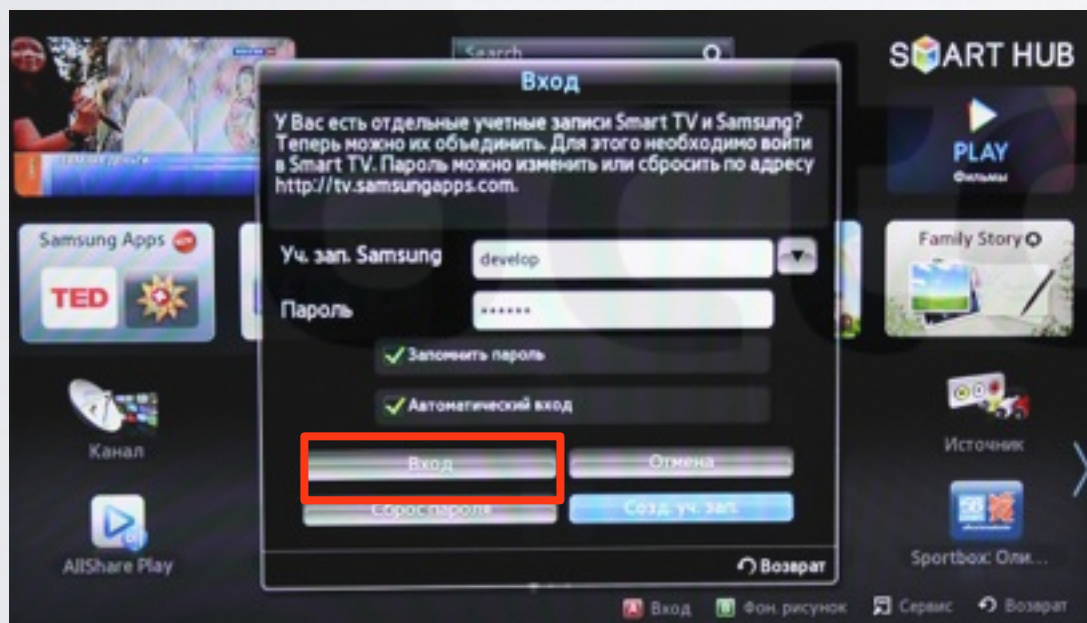 Search
SMART HUB
Вход
У Вас есть отдельные учетные записи Smart TV и Samsung?
Теперь можно их объединить. Для этого необходимо войти
в Smart TV. Пароль можно изменить или сбросить по адресу
http://tv.samsungapps.com.
PLAY
Фильмы
Samsung Apps
TED
Family Story
Уч. зап. Samsung
develop
Пароль
******
Запомнить пароль
Автоматический вход
Канал
Источник
Вход
Отмена
Сброс пароля
Созд. уч. зап.
AllShare Play
Sportbox: Оли...
Возврат
A Вход
B Фон. рисунок
Сервис
Возврат